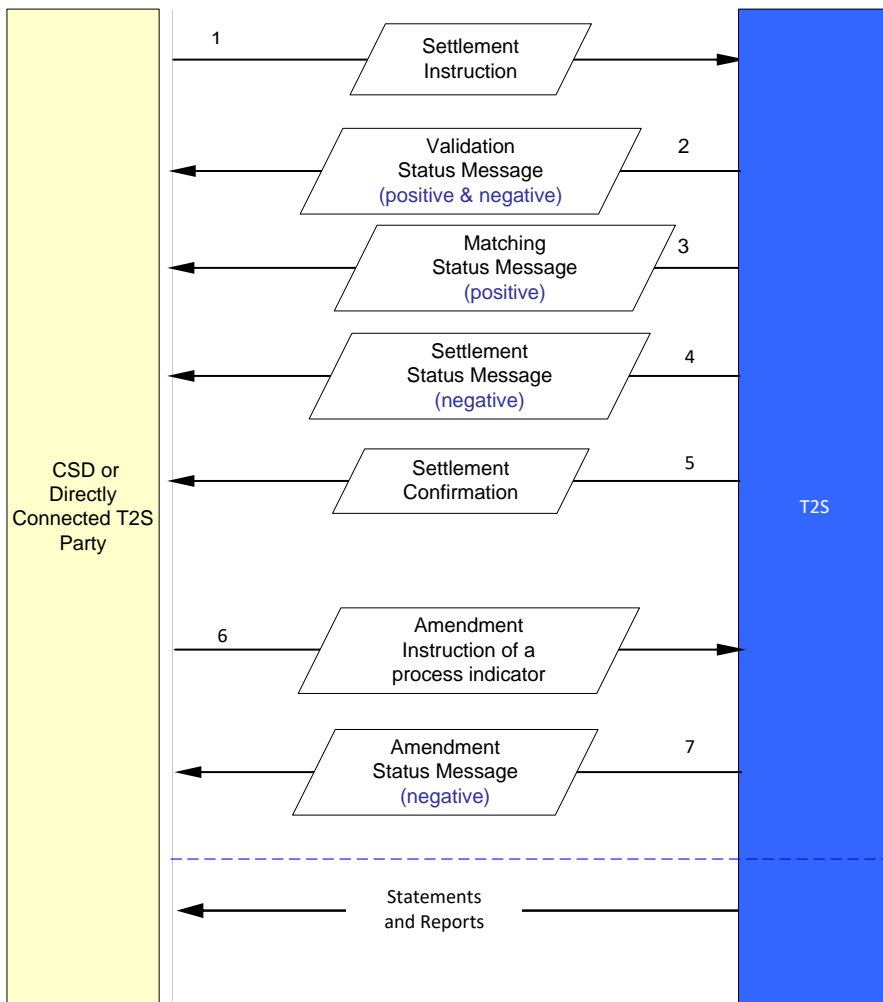 1
Settlement
Instruction
Validation
Status Message
(positive & negative)
2
Matching
Status Message
(positive)
3
Settlement
Status Message
(negative)
4
Settlement
Confirmation
5
CSD or
Directly
Connected T2S
Party
T2S
6
Amendment
Instruction of a
process indicator
Amendment
Status Message
(negative)
7
Statements
and Reports